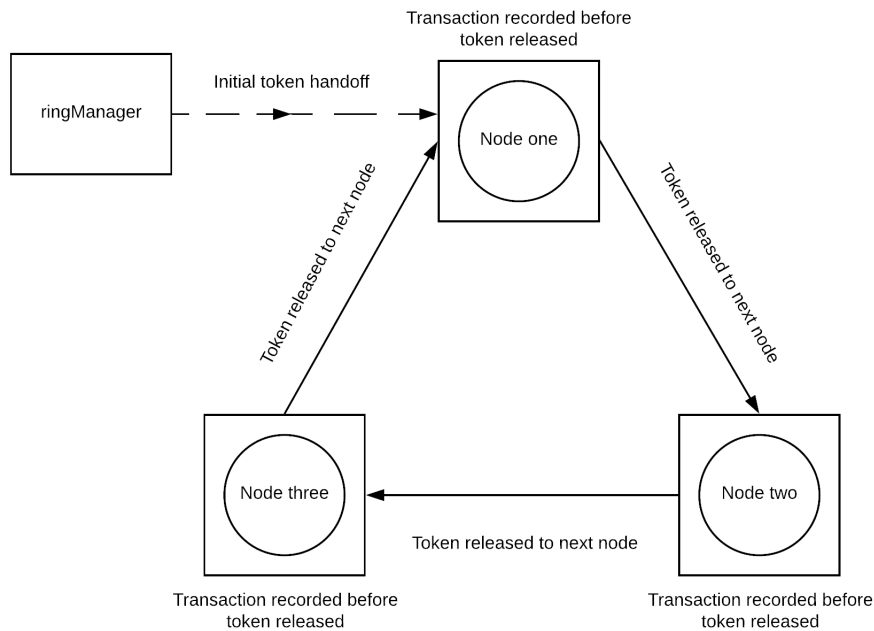 Transaction recorded before
token released
Initial token handoff
ringManager
Node one
Token released to next node
Token released to next node
Node three
Node two
Token released to next node
Transaction recorded before
token released
Transaction recorded before
token released